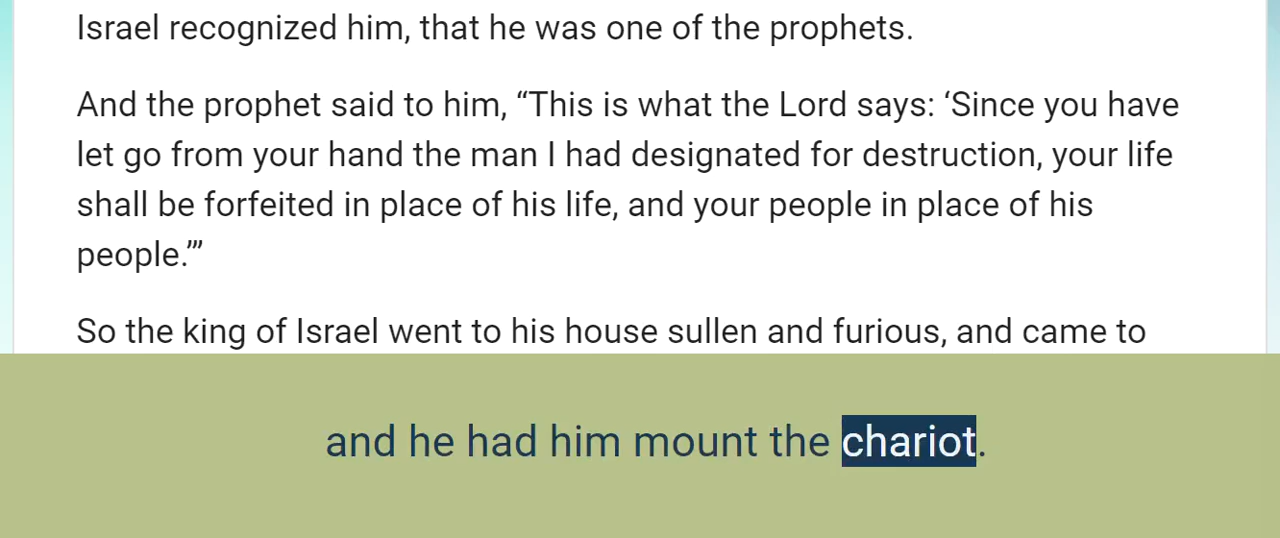 Israel recognized him, that he was one of the prophets.
And the prophet said to him, “This is what the Lord says: ‘Since you have
let go from your hand the man I had designated for destruction, your life
shall be forfeited in place of his life, and your people in place of his
people.’”
So the king of Israel went to his house sullen and furious, and came to
and he had him mount the chariot.